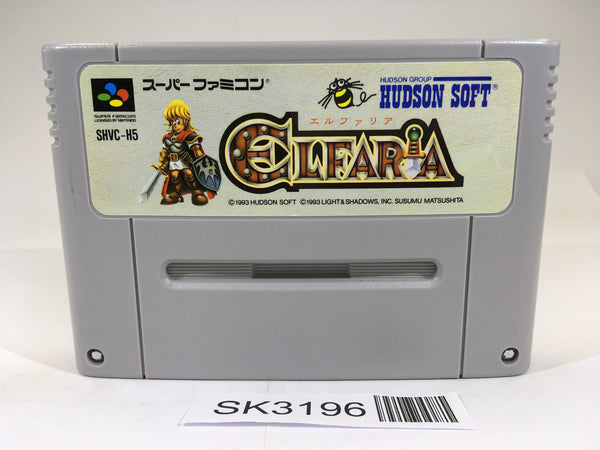 スーパーファミコン®
SUPER FAMICOM
LICENSED BY NINTENDO
SHVC-H5
HUDSON GROUP
HUDSON SOFT®
エルファリア
ELFARIA
©1993 HUDSON SOFT ©1993 LIGHT & SHADOWS, INC. SUSUMU MATSUSHITA
SK3196